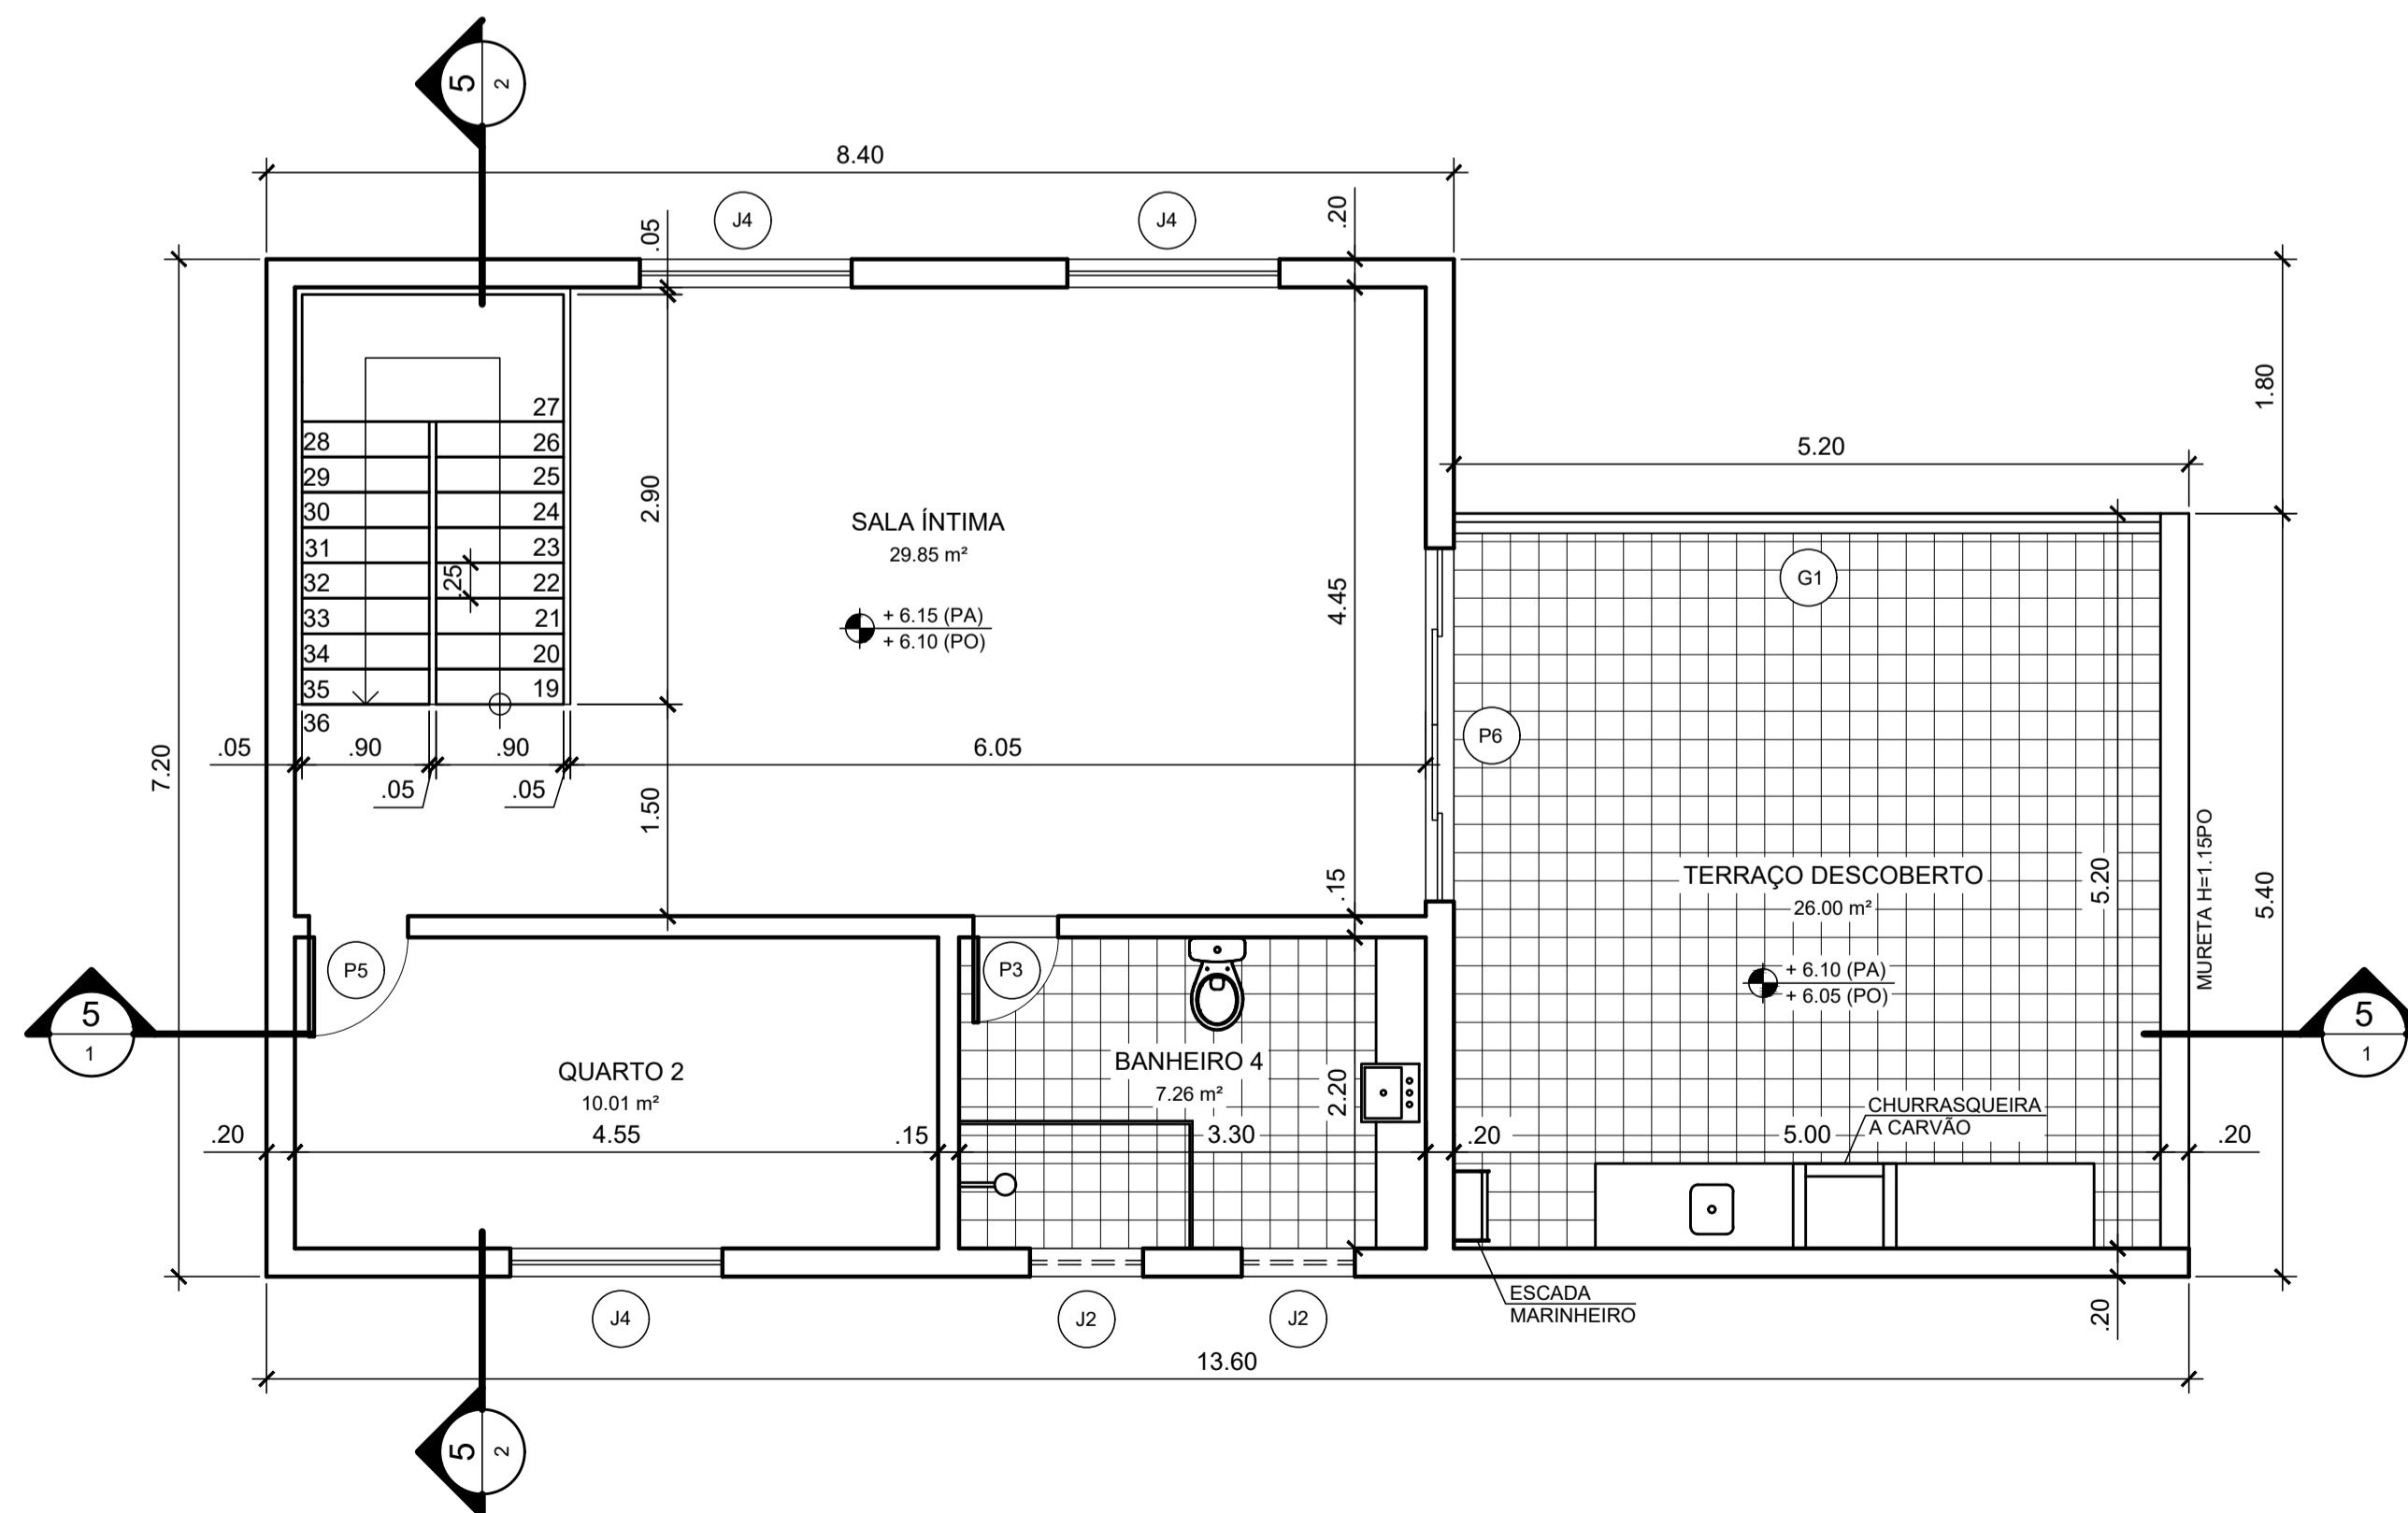 5
2
8.40
J4
J4
.05
.20
1.80
5.20
27
28
26
29
25
30
24
31
23
32
22
33
21
34
20
35
19
36
.25
2.90
SALA ÍNTIMA
29.85 m²
+ 6.15 (PA)
+ 6.10 (PO)
4.45
G1
P6
7.20
.05
.90
.90
6.05
.05
.05
1.50
.15
TERRAÇO DESCOBERTO
26.00 m²
+ 6.10 (PA)
+ 6.05 (PO)
5.20
MURETA H=1.15PO
5.40
P5
P3
5
1
5
1
QUARTO 2
10.01 m²
BANHEIRO 4
7.26 m²
2.20
CHURRASQUEIRA
A CARVÃO
.20
4.55
.15
3.30
.20
5.00
.20
ESCADA
MARINHEIRO
.20
J4
J2
J2
13.60
5
2